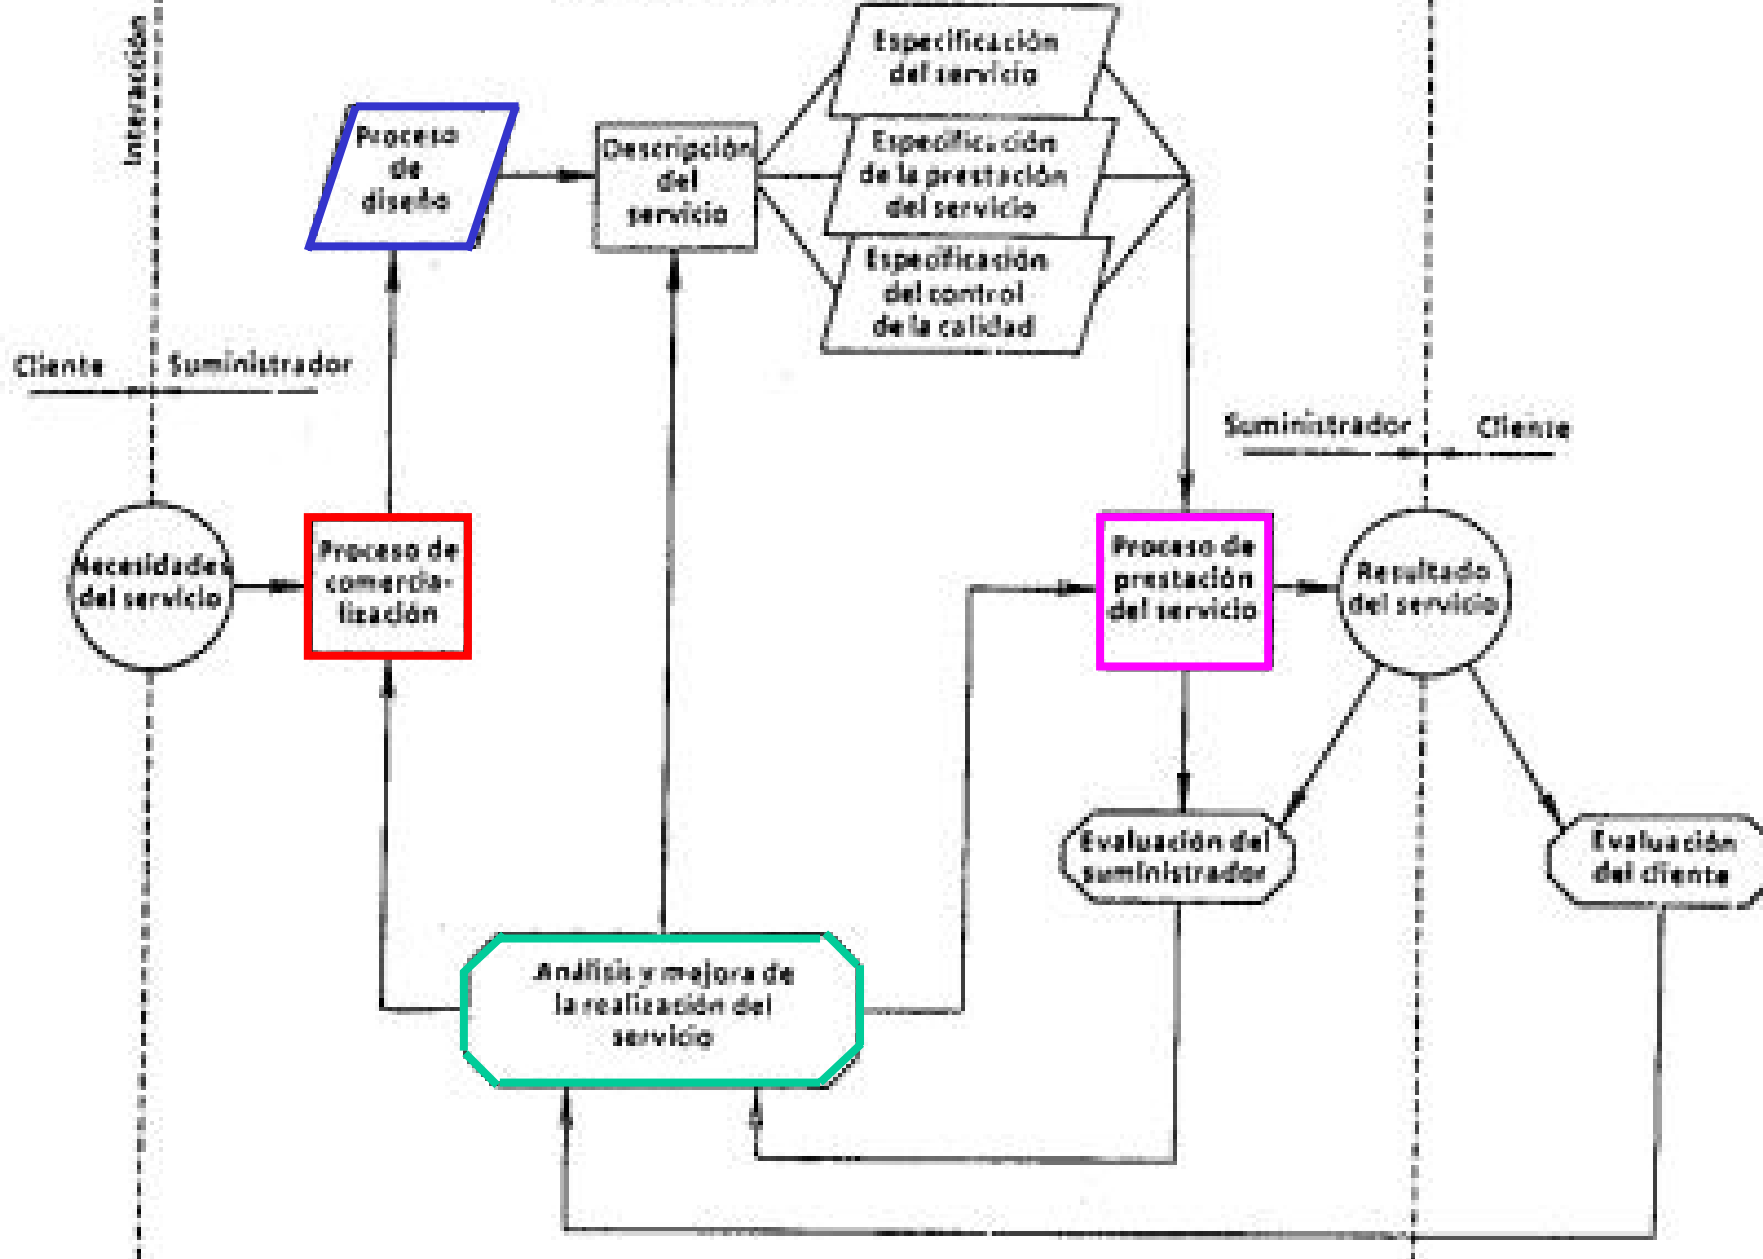 Interacción
Especificación
del servicio
Proceso
de
diseño
Descripción
del
servicio
Especificación
de la prestación
del servicio
Especificación
del control
de la calidad
Cliente
Suministrador
Suministrador
Cliente
Necesidades
del servicio
Proceso de
comercia-
lización
Proceso de
prestación
del servicio
Resultado
del servicio
Evaluación del
suministrador
Evaluación
del cliente
Análisis y mejora de
la realización del
servicio